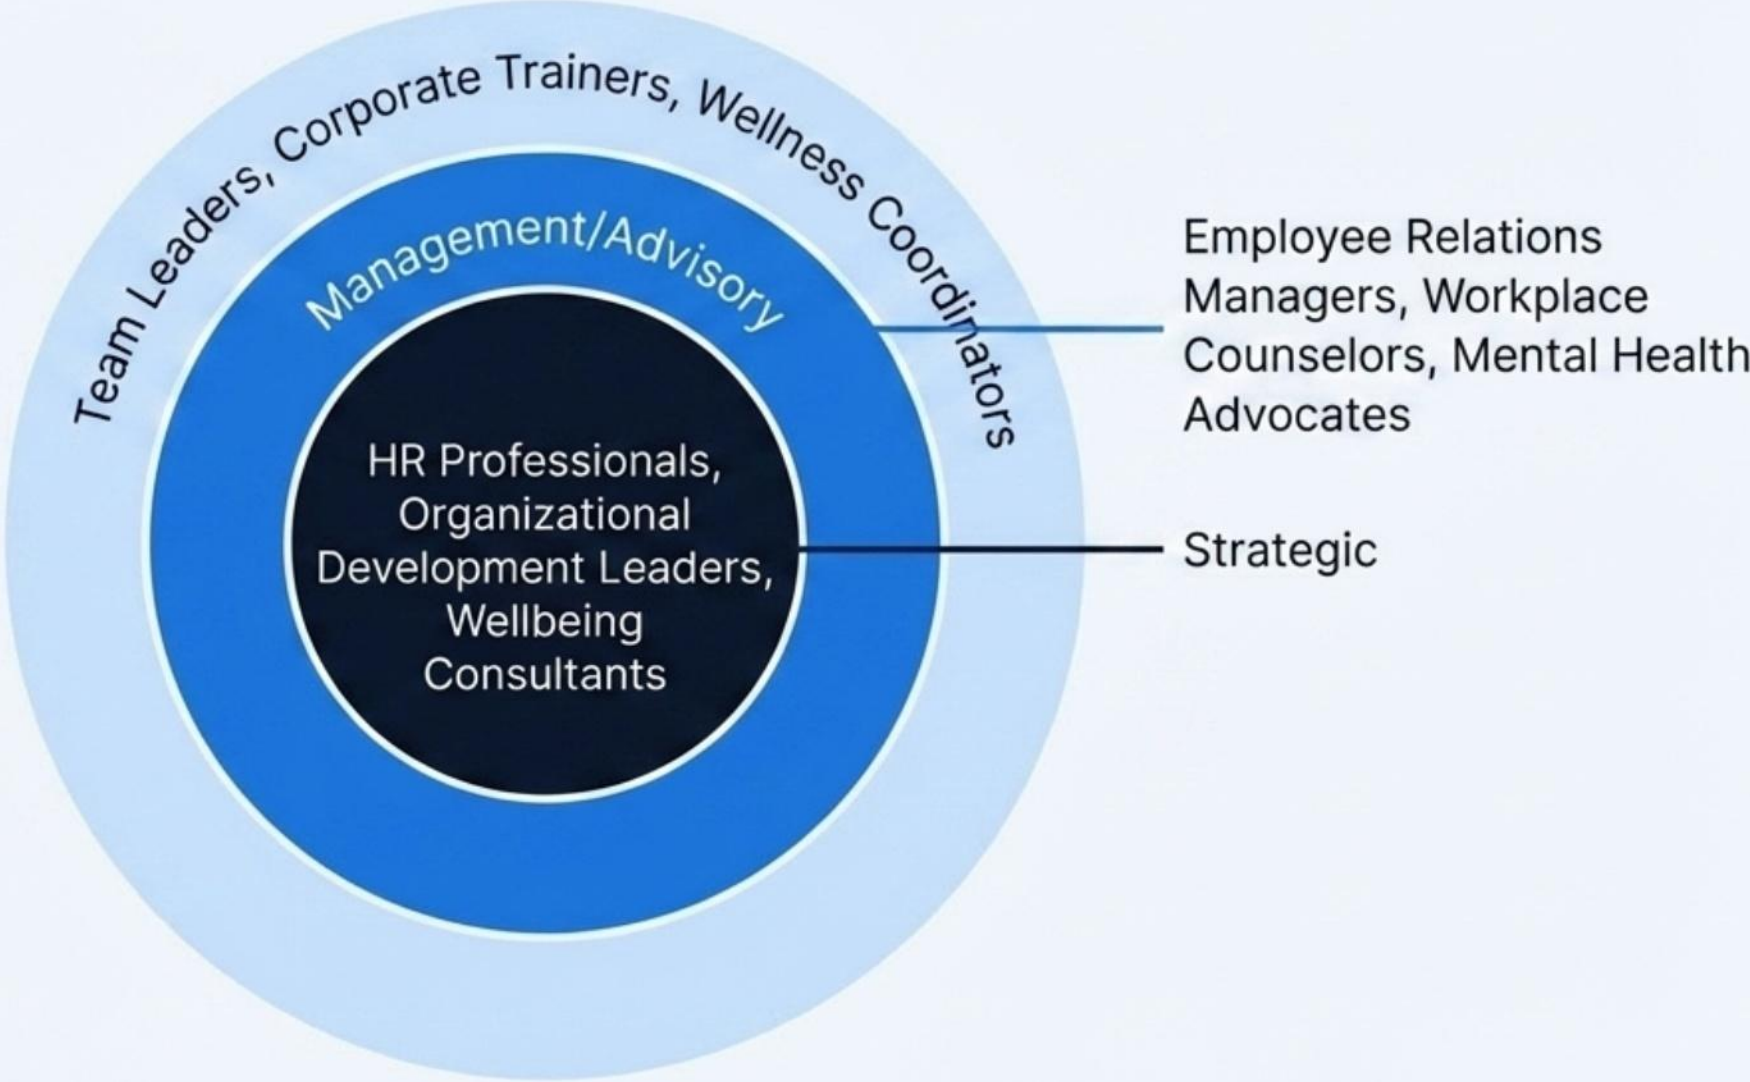 Team Leaders, Corporate Trainers, Wellness Coordinators
Management/Advisory
HR Professionals,
Organizational
Development Leaders,
Wellbeing
Consultants
Employee Relations
Managers, Workplace
Counselors, Mental Health
Advocates
Strategic